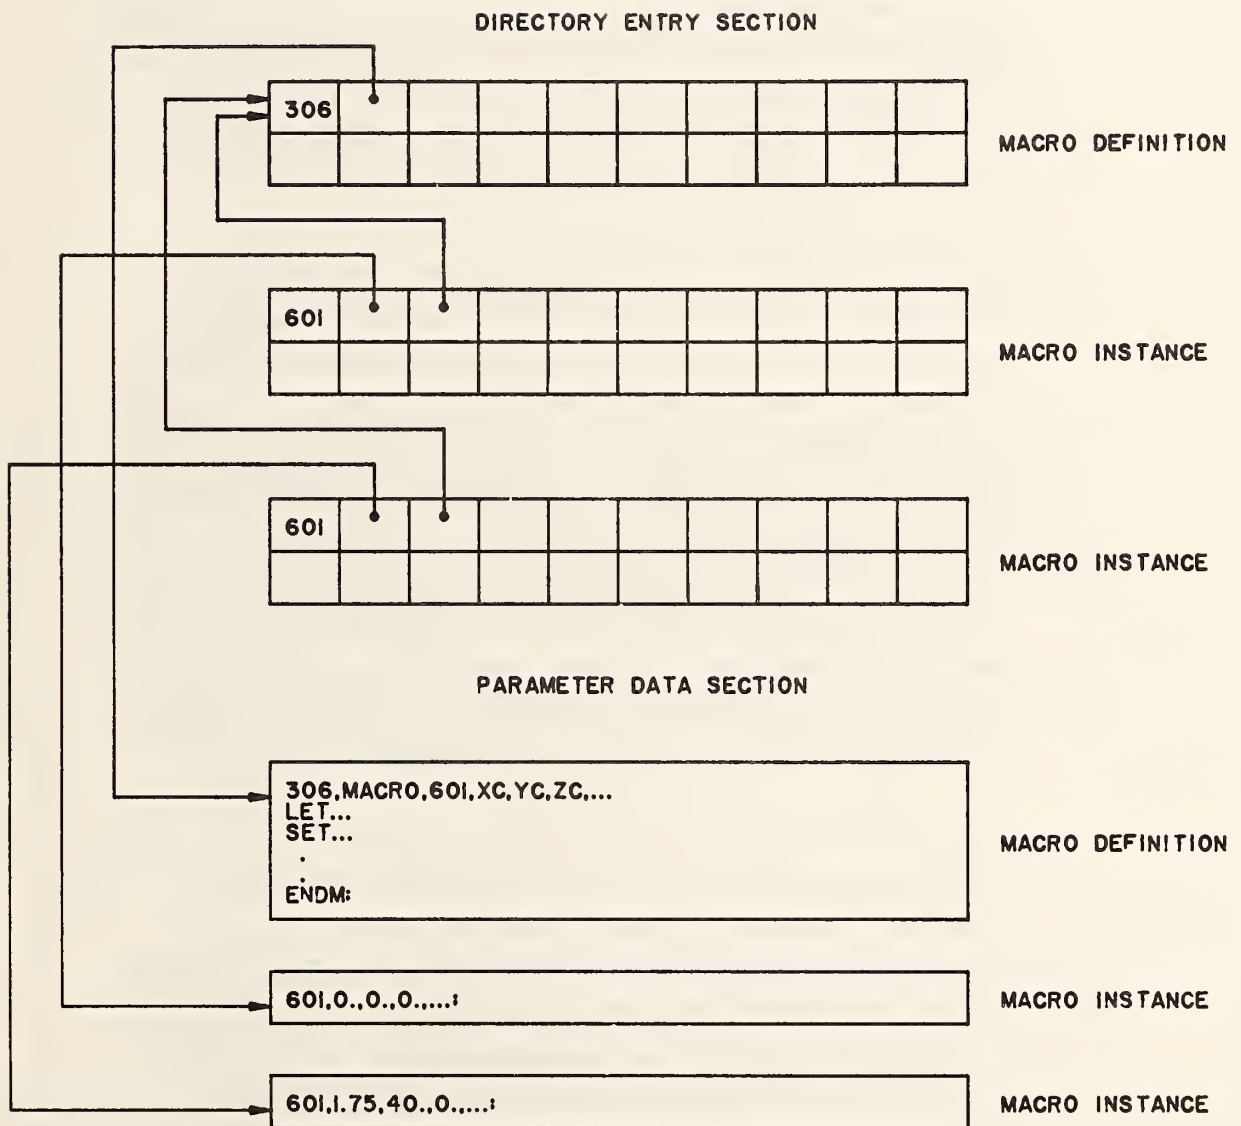 DIRECTORY ENTRY SECTION
306
MACRO DEFINITION
601
MACRO INSTANCE
601
MACRO INSTANCE
PARAMETER DATA SECTION
306,MACRO,601,XC,YC,ZC,...
LET...
SET...
.
.
ENDM;
MACRO DEFINITION
601,0.,0.,0.,...;
MACRO INSTANCE
601,1.75,40.,0.,...;
MACRO INSTANCE